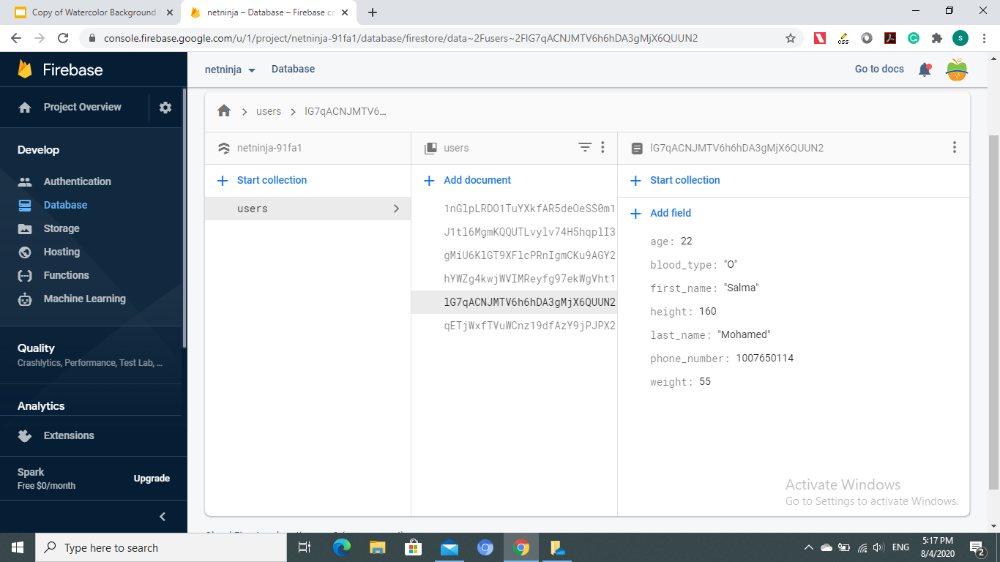 Copy of Watercolor Background
netninja – Database – Firebase co
console.firebase.google.com/u/1/project/netninja-91fa1/database/firestore/data~2Fusers~2FlG7qACNJMTV6h6hDA3gMjX6QUUN2
css
S
Firebase
netninja
Database
Go to docs
Project Overview
Develop
Authentication
Database
Storage
Hosting
Functions
Machine Learning
Quality
Crashlytics, Performance, Test Lab, ...
Analytics
Extensions
Spark
Free $0/month
Upgrade
users
lG7qACNJMTV6...
netninja-91fa1
Start collection
users
users
Add document
1nGlpLRDO1TuYXkfAR5deOeSS0m1
J1tl6MgmKQQUTLvylv74H5hqplI3
gMiU6KlGT9XFlcPRnIgmCKu9AGY2
hYWZg4kwjWVIMReyfg97ekWgVht1
lG7qACNJMTV6h6hDA3gMjX6QUUN2
qETjWxfTVuWCnz19dfAzY9jPJPX2
lG7qACNJMTV6h6hDA3gMjX6QUUN2
Start collection
Add field
age: 22
blood_type: "O"
first_name: "Salma"
height: 160
last_name: "Mohamed"
phone_number: 1007650114
weight: 55
Activate Windows
Go to Settings to activate Windows.
Type here to search
ENG
5:17 PM
8/4/2020
2